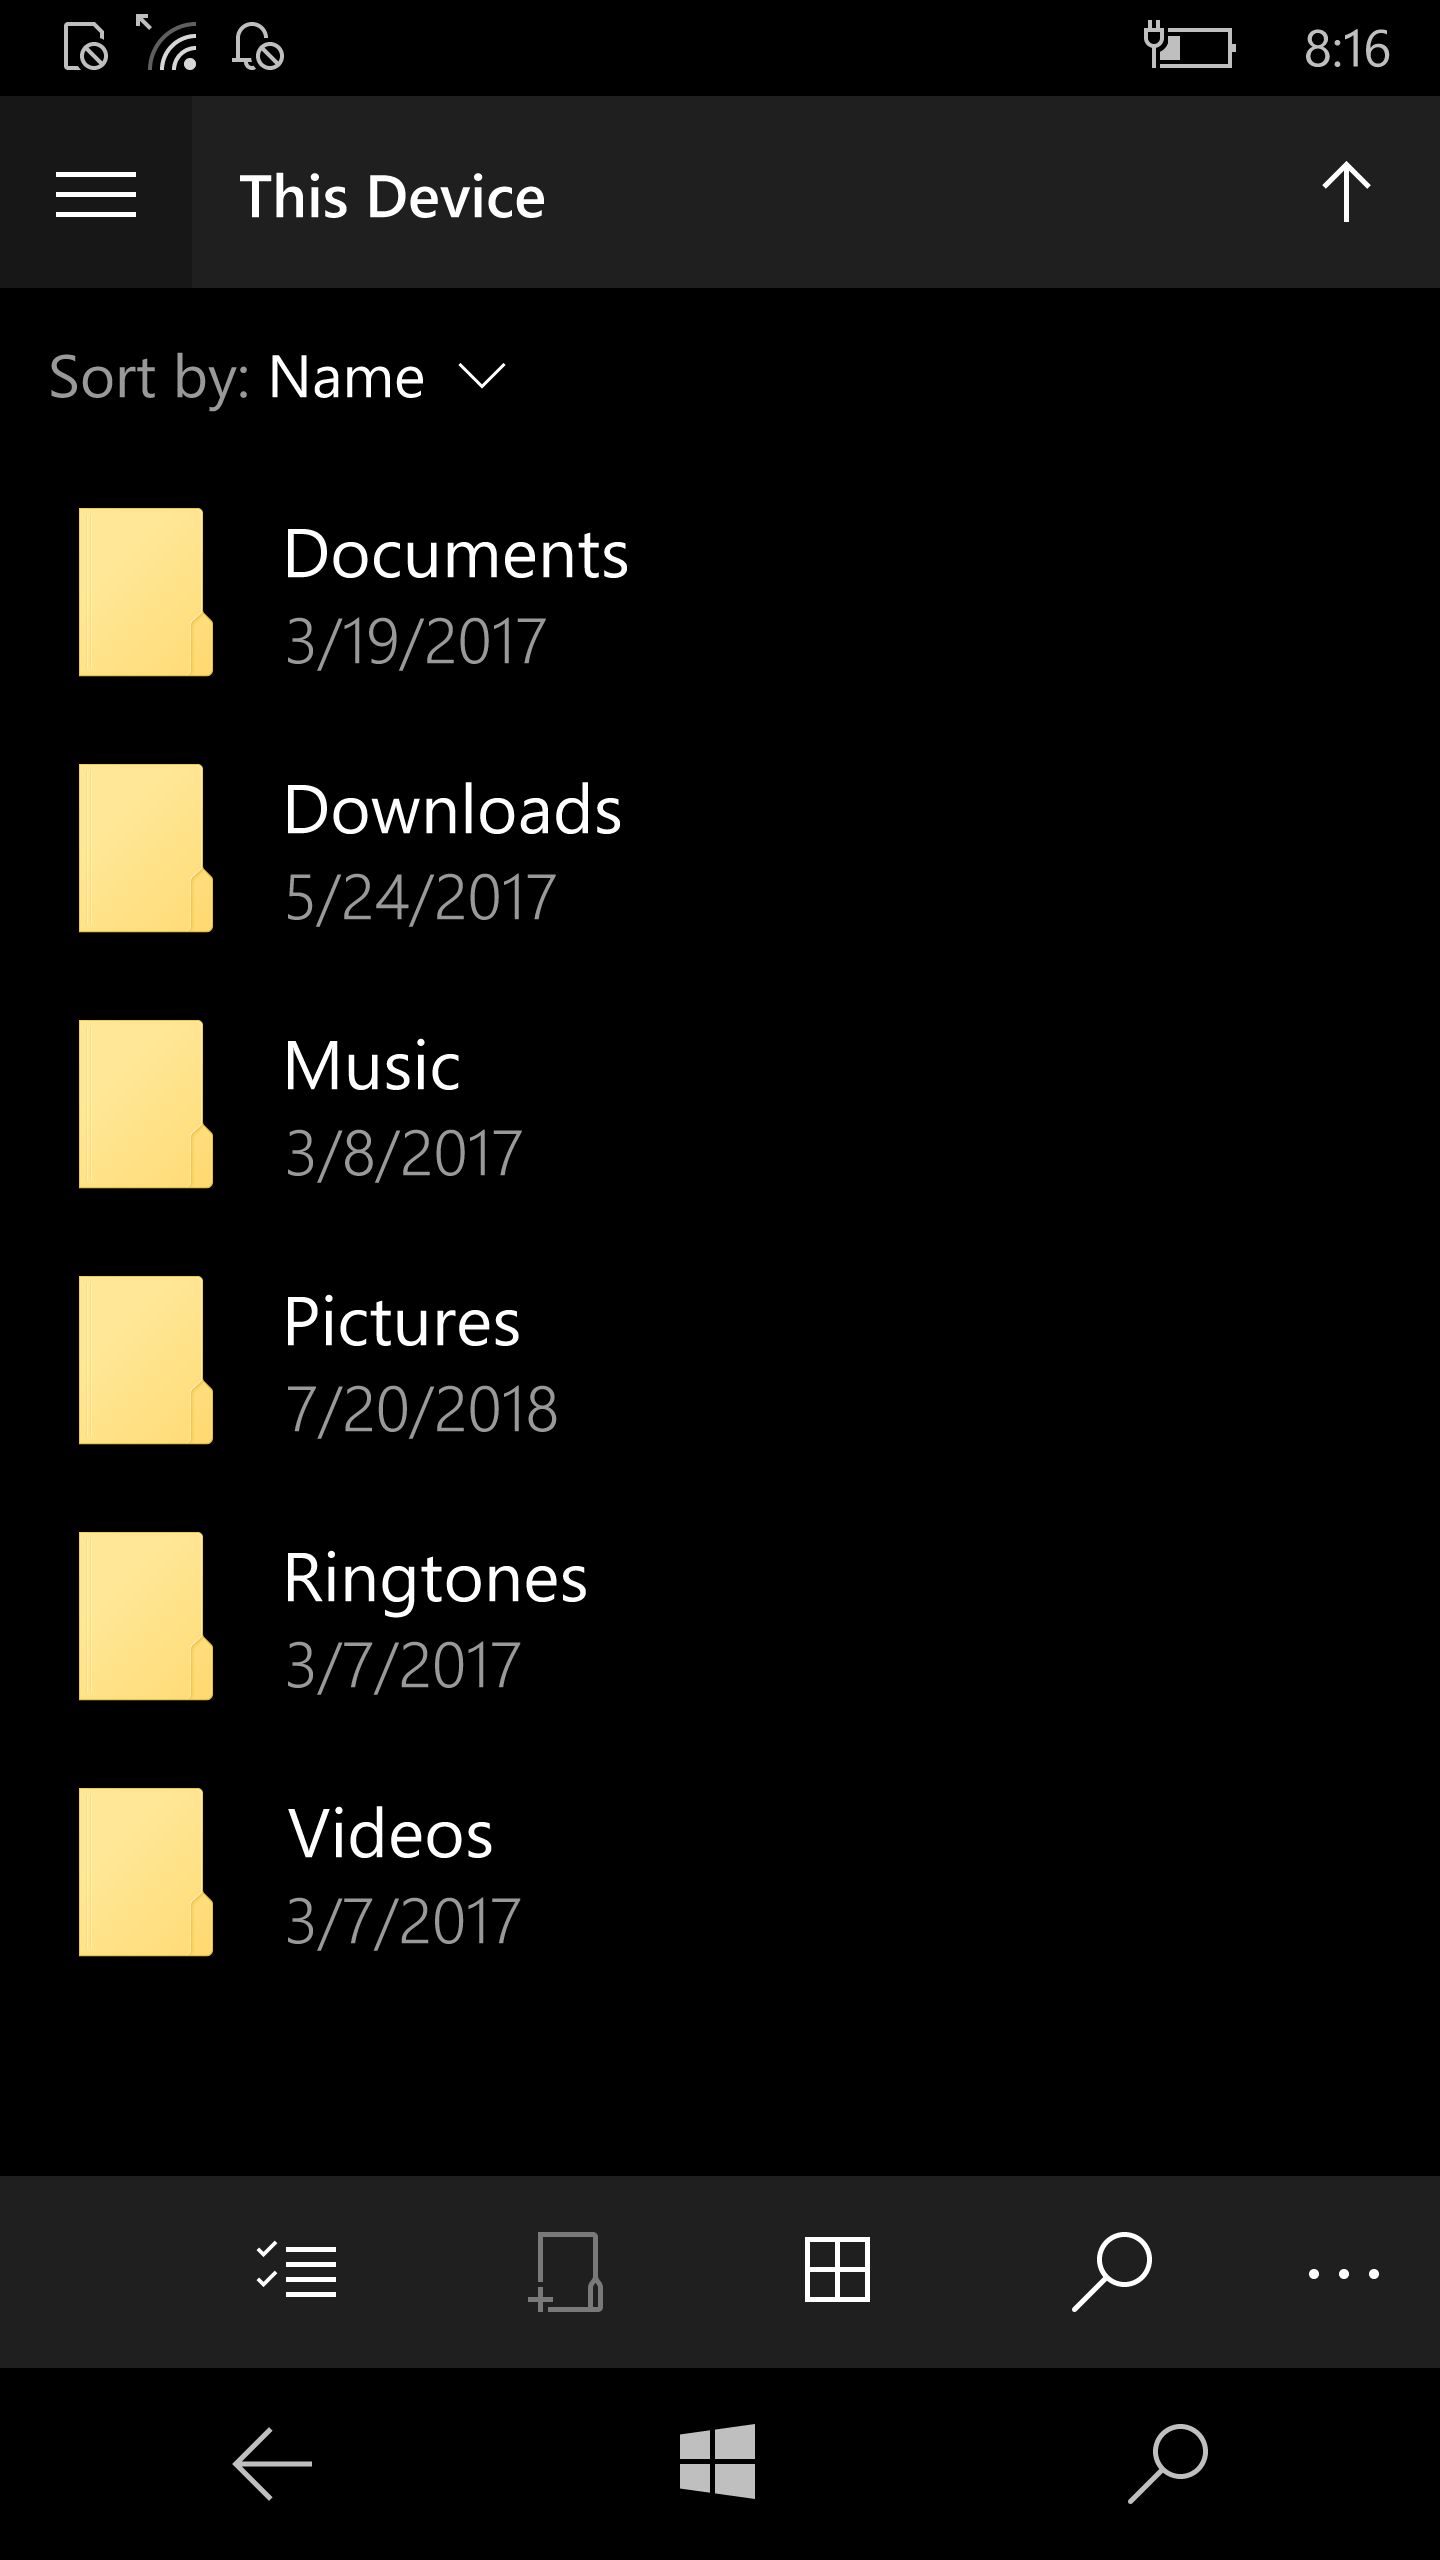 8:16
This Device
Sort by: Name
Documents
3/19/2017
Downloads
5/24/2017
Music
3/8/2017
Pictures
7/20/2018
Ringtones
3/7/2017
Videos
3/7/2017